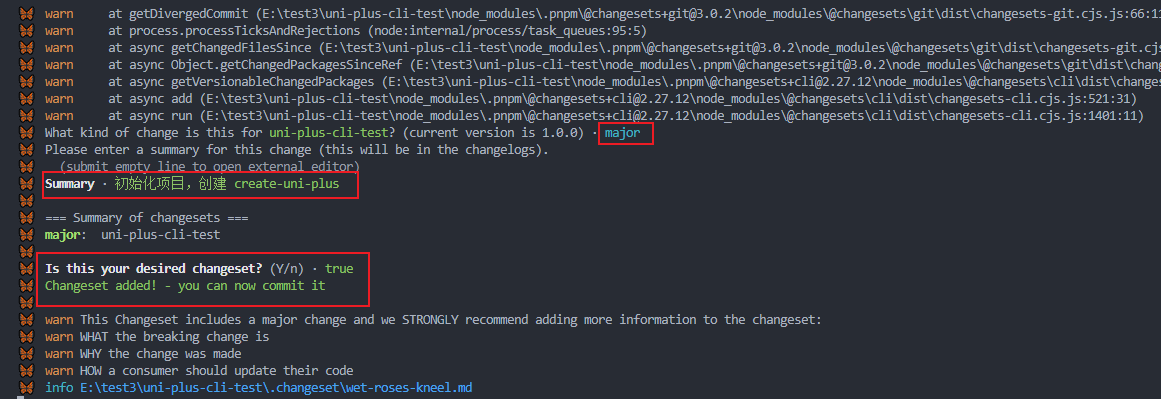 warn     at getDivergedCommit (E:\test3\uni-plus-cli-test\node_modules\.pnpm\@changesets+git@3.0.2\node_modules\@changesets\git\dist\changesets-git.cjs.js:66:11
warn     at process.processTicksAndRejections (node:internal/process/task_queues:95:5)
warn     at async getChangedFilesSince (E:\test3\uni-plus-cli-test\node_modules\.pnpm\@changesets+git@3.0.2\node_modules\@changesets\git\dist\changesets-git.cjs
warn     at async Object.getChangedPackagesSinceRef (E:\test3\uni-plus-cli-test\node_modules\.pnpm\@changesets+git@3.0.2\node_modules\@changesets\git\dist\chang
warn     at async getVersionableChangedPackages (E:\test3\uni-plus-cli-test\node_modules\.pnpm\@changesets+cli@2.27.12\node_modules\@changesets\cli\dist\change
warn     at async add (E:\test3\uni-plus-cli-test\node_modules\.pnpm\@changesets+cli@2.27.12\node_modules\@changesets\cli\dist\changesets-cli.cjs.js:521:31)
warn     at async run (E:\test3\uni-plus-cli-test\node_modules\.pnpm\@changesets+cli@2.27.12\node_modules\@changesets\cli\dist\changesets-cli.cjs.js:1401:11)
What kind of change is this for uni-plus-cli-test? (current version is 1.0.0) · major
Please enter a summary for this change (this will be in the changelogs).
(submit empty line to open external editor)
Summary · 初始化项目，创建 create-uni-plus
=== Summary of changesets ===
major:  uni-plus-cli-test
Is this your desired changeset? (Y/n) · true
Changeset added! - you can now commit it
warn This Changeset includes a major change and we STRONGLY recommend adding more information to the changeset:
warn WHAT the breaking change is
warn WHY the change was made
warn HOW a consumer should update their code
info E:\test3\uni-plus-cli-test\.changeset\wet-roses-kneel.md